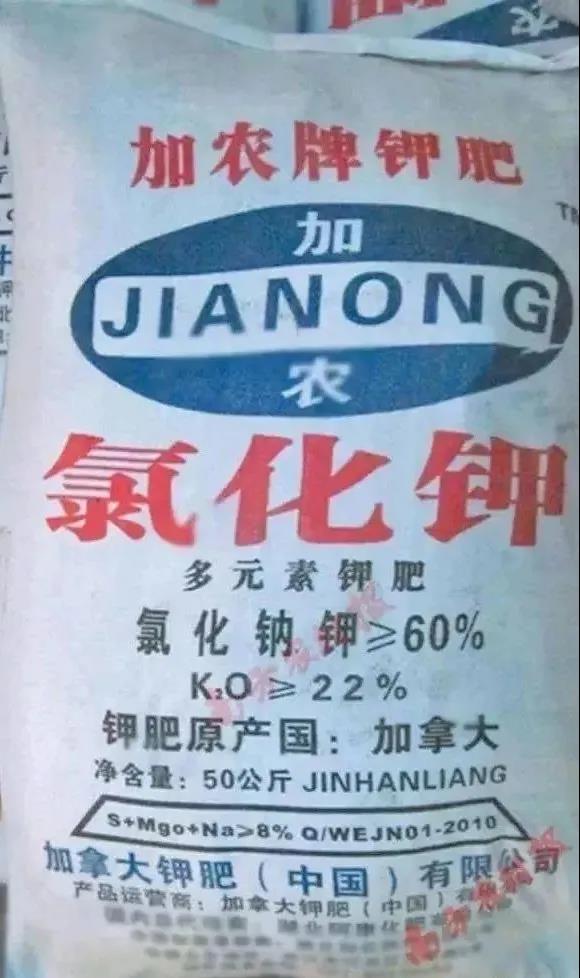 加农牌钾肥
加
JIANONG
农
氯化钾
多元素钾肥
氯化钠 钾≥60%
K₂O≥22%
钾肥原产国：加拿大
净含量：50公斤 JINHANLIANG
S+Mgo+Na≥8% Q/WEJN01-2010
加拿大钾肥（中国）有限公司
产品运营商：加拿大钾肥（中国）有